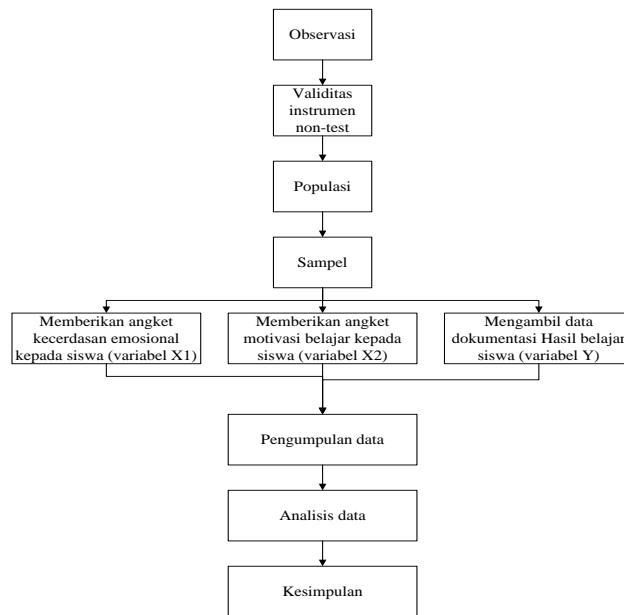 Observasi
Validitas
instrumen
non-test
Populasi
Sampel
Memberikan angket
kecerdasan emosional
kepada siswa (variabel X1)
Memberikan angket
motivasi belajar kepada
siswa (variabel X2)
Mengambil data
dokumentasi Hasil belajar
siswa (variabel Y)
Pengumpulan data
Analisis data
Kesimpulan